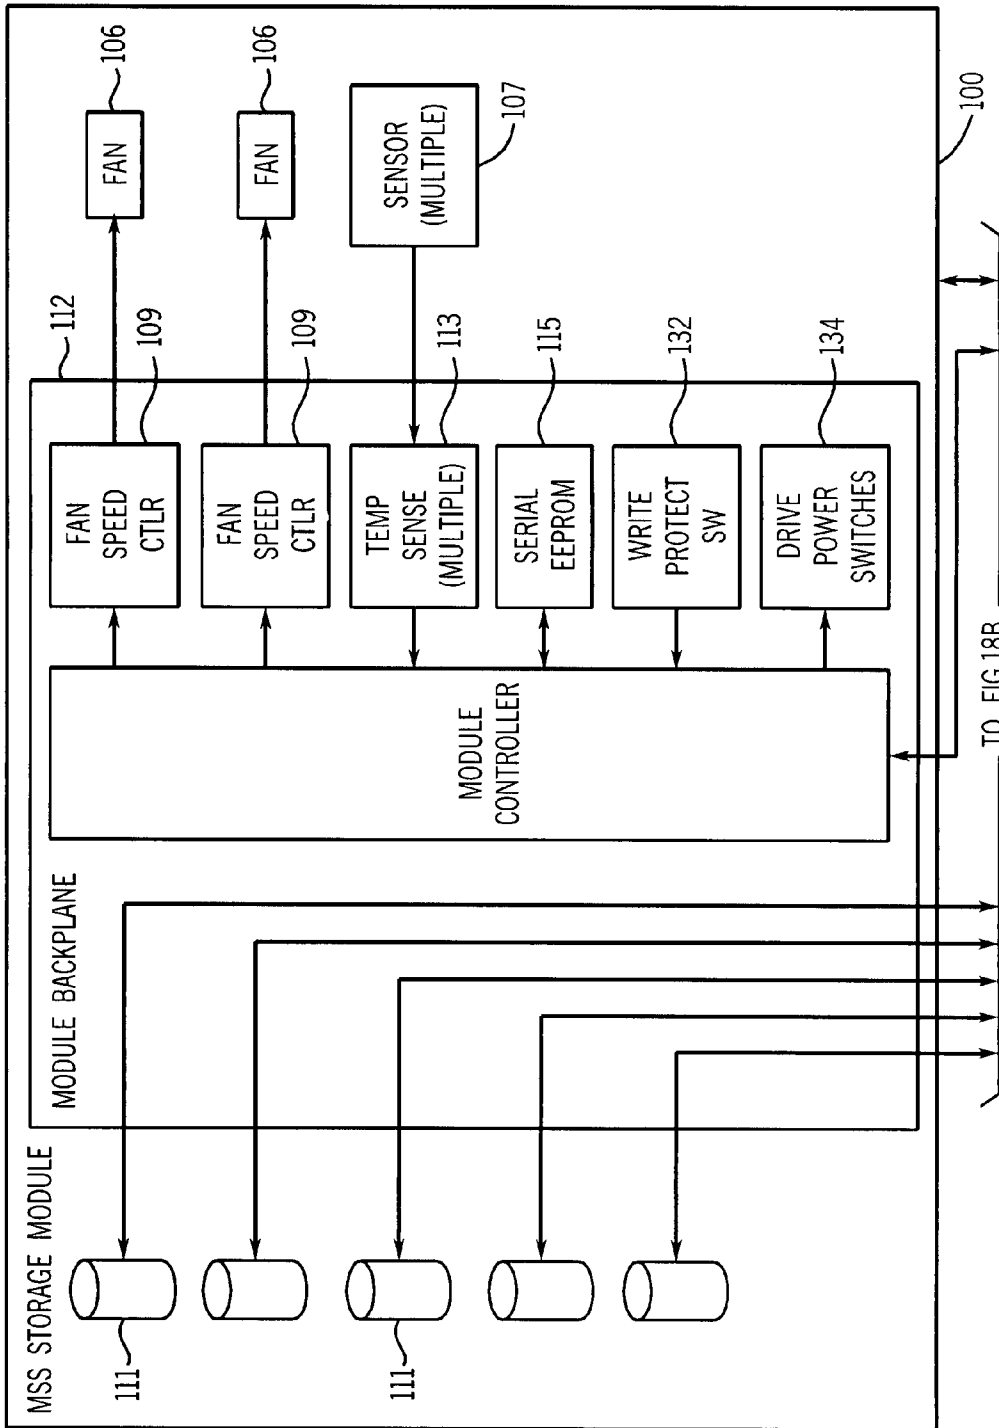 MSS STORAGE MODULE
111
111
MODULE BACKPLANE
MODULE
CONTROLLER
112
FAN
SPEED
CTLR
109
FAN
106
FAN
SPEED
CTLR
109
FAN
106
TEMP
SENSE
(MULTIPLE)
113
SENSOR
(MULTIPLE)
107
SERIAL
EEPROM
115
WRITE
PROTECT
SW
132
DRIVE
POWER
SWITCHES
134
100
TO FIG.18B